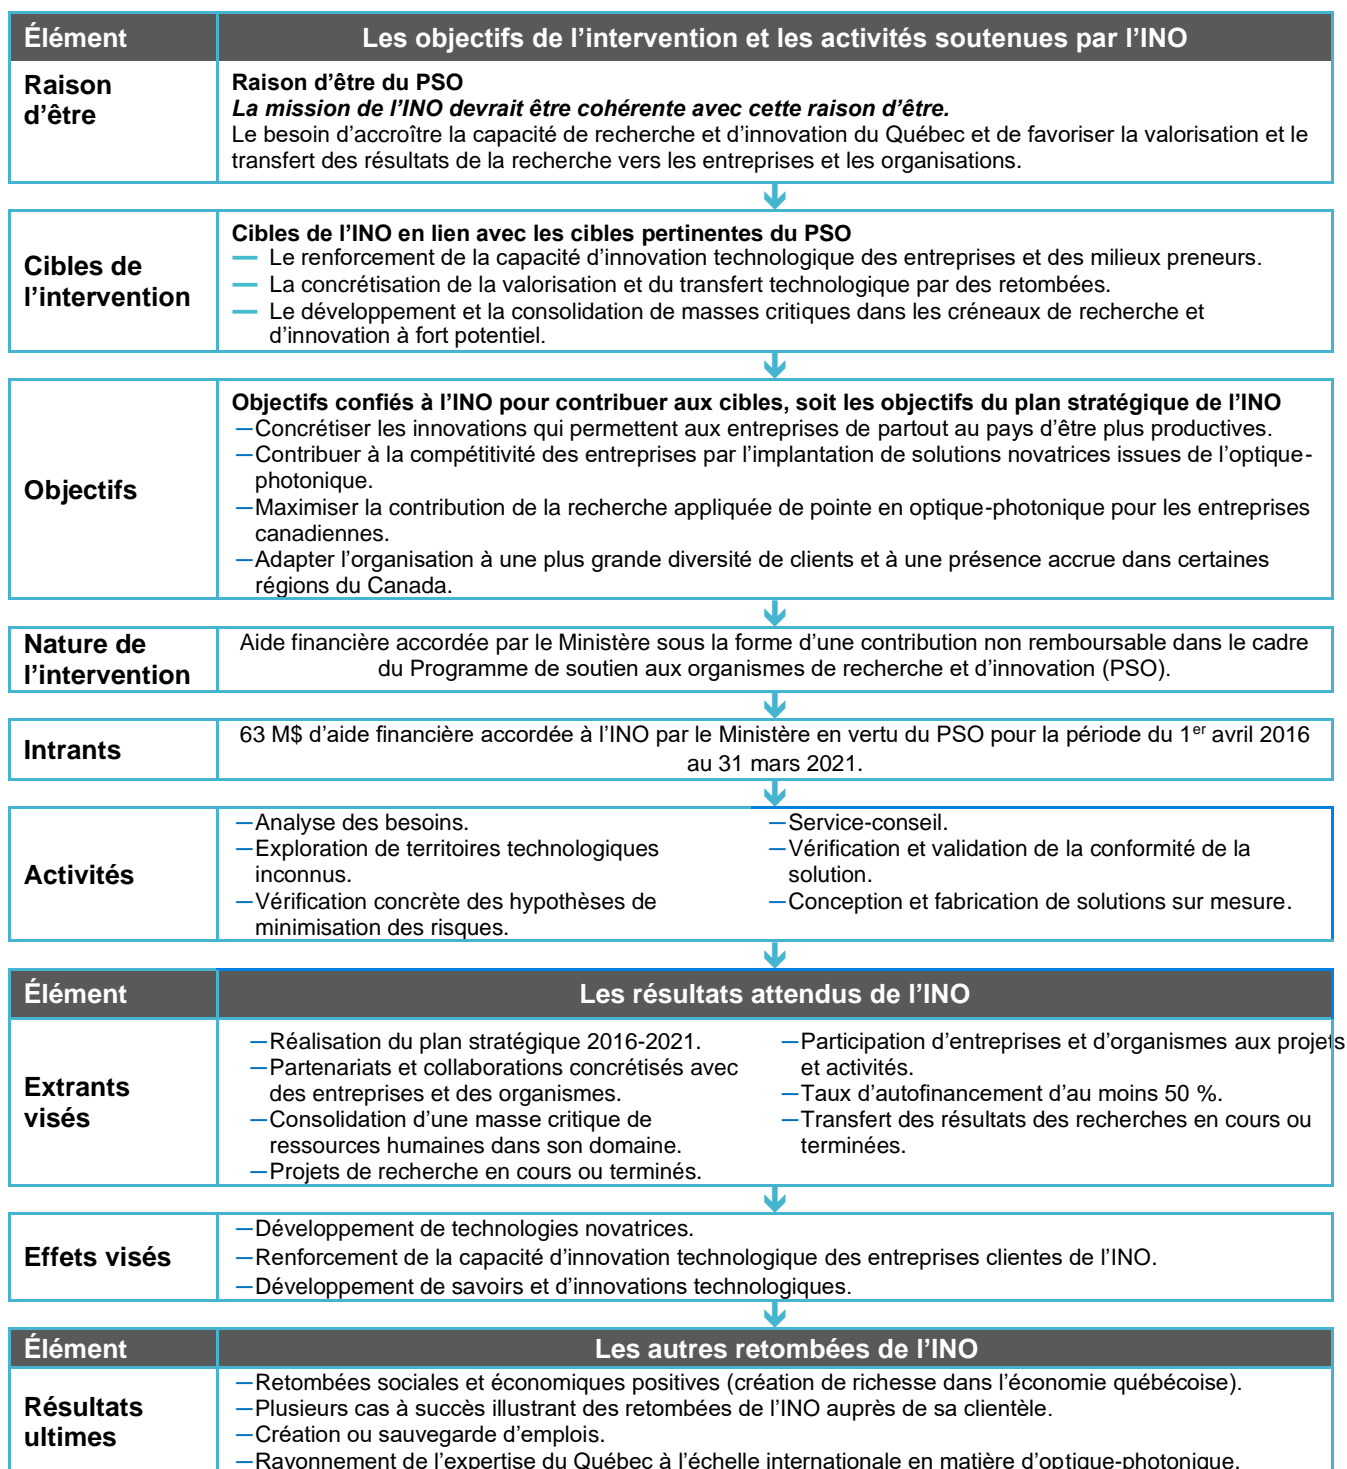 Élément
Les objectifs de l’intervention et les activités soutenues par l’INO
Raison
d’être
Raison d’être du PSO
La mission de l’INO devrait être cohérente avec cette raison d’être.
Le besoin d’accroître la capacité de recherche et d’innovation du Québec et de favoriser la valorisation et le
transfert des résultats de la recherche vers les entreprises et les organisations.
Cibles de
l’intervention
Cibles de l’INO en lien avec les cibles pertinentes du PSO
— Le renforcement de la capacité d’innovation technologique des entreprises et des milieux preneurs.
— La concrétisation de la valorisation et du transfert technologique par des retombées.
— Le développement et la consolidation de masses critiques dans les créneaux de recherche et
d’innovation à fort potentiel.
Objectifs
Objectifs confiés à l’INO pour contribuer aux cibles, soit les objectifs du plan stratégique de l’INO
—Concrétiser les innovations qui permettent aux entreprises de partout au pays d’être plus productives.
—Contribuer à la compétitivité des entreprises par l’implantation de solutions novatrices issues de l’optique-
photonique.
—Maximiser la contribution de la recherche appliquée de pointe en optique-photonique pour les entreprises
canadiennes.
—Adapter l’organisation à une plus grande diversité de clients et à une présence accrue dans certaines
régions du Canada.
Nature de
l’intervention
Aide financière accordée par le Ministère sous la forme d’une contribution non remboursable dans le cadre
du Programme de soutien aux organismes de recherche et d’innovation (PSO).
Intrants
63 M$ d’aide financière accordée à l’INO par le Ministère en vertu du PSO pour la période du 1er avril 2016
au 31 mars 2021.
Activités
—Analyse des besoins.
—Exploration de territoires technologiques
inconnus.
—Vérification concrète des hypothèses de
minimisation des risques.
—Service-conseil.
—Vérification et validation de la conformité de la
solution.
—Conception et fabrication de solutions sur mesure.
Élément
Les résultats attendus de l’INO
Extrants
visés
—Réalisation du plan stratégique 2016-2021.
—Partenariats et collaborations concrétisés avec
des entreprises et des organismes.
—Consolidation d’une masse critique de
ressources humaines dans son domaine.
—Projets de recherche en cours ou terminés.
—Participation d’entreprises et d’organismes aux projets
et activités.
—Taux d’autofinancement d’au moins 50 %.
—Transfert des résultats des recherches en cours ou
terminées.
Effets visés
—Développement de technologies novatrices.
—Renforcement de la capacité d’innovation technologique des entreprises clientes de l’INO.
—Développement de savoirs et d’innovations technologiques.
Élément
Les autres retombées de l’INO
Résultats
ultimes
—Retombées sociales et économiques positives (création de richesse dans l’économie québécoise).
—Plusieurs cas à succès illustrant des retombées de l’INO auprès de sa clientèle.
—Création ou sauvegarde d’emplois.
—Rayonnement de l’expertise du Québec à l’échelle internationale en matière d’optique-photonique.